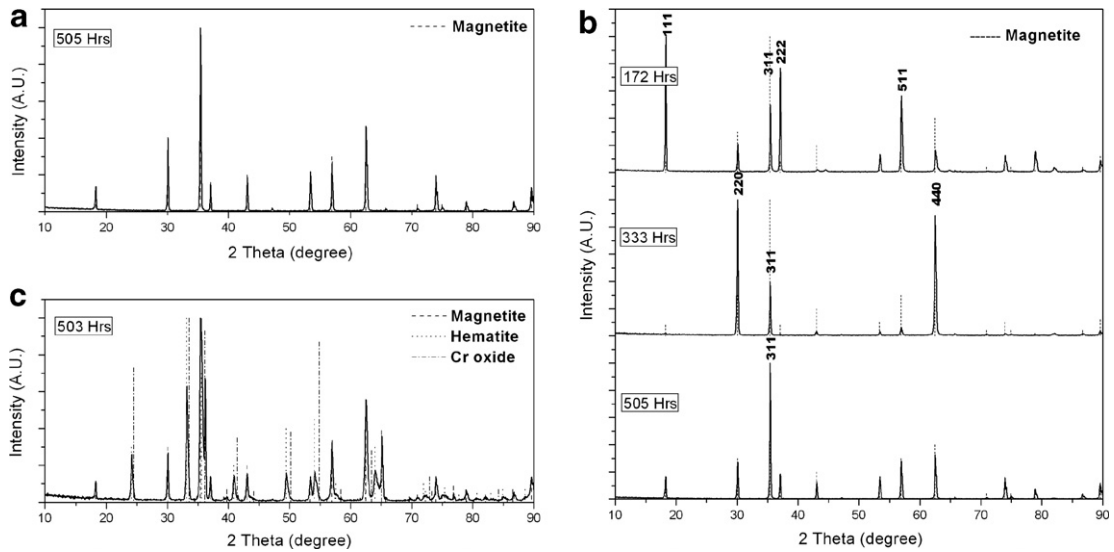 a
505 Hrs
Magnetite
Intensity (A.U.)
10 20 30 40 50 60 70 80 90
2 Theta (degree)
c
503 Hrs
Magnetite
Hematite
Cr oxide
Intensity (A.U.)
10 20 30 40 50 60 70 80 90
2 Theta (degree)
b
Magnetite
172 Hrs
111
311
222
511
333 Hrs
220
311
440
505 Hrs
311
Intensity (A.U.)
Intensity (A.U.)
10 20 30 40 50 60 70 80 90
2 Theta (degree)